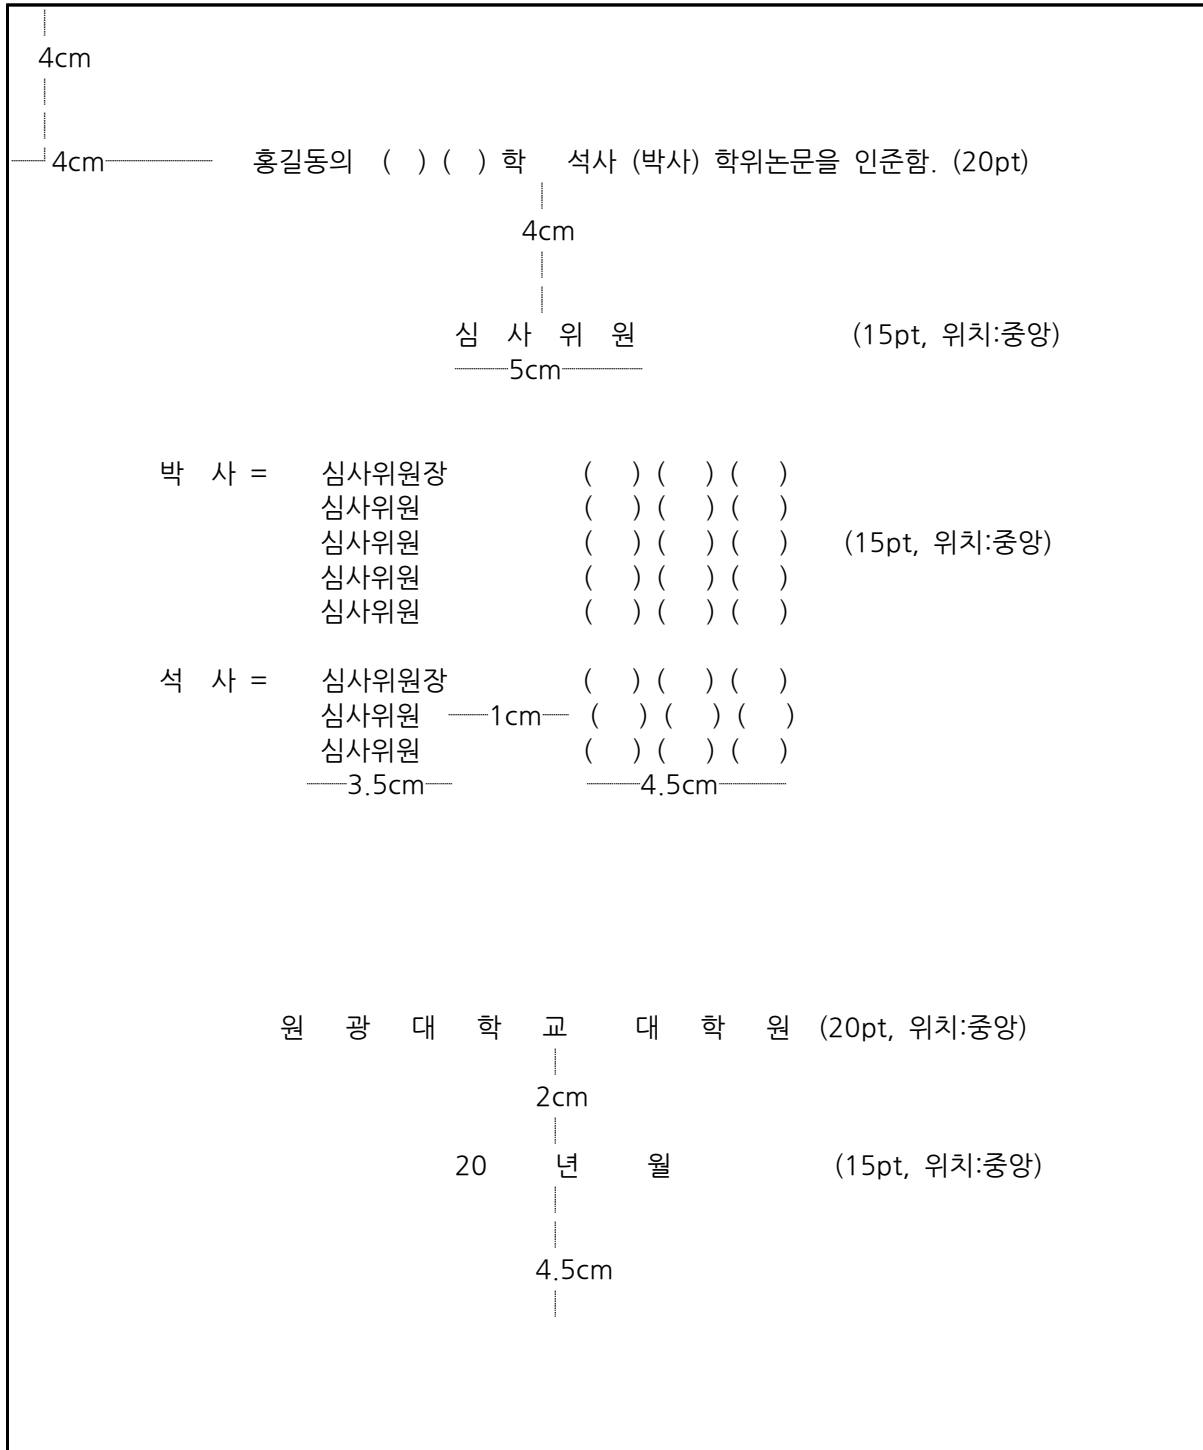 4cm
4cm 홍길동의 ( ) ( ) 학 석사 (박사) 학위논문을 인준함. (20pt)
4cm
심 사 위 원 (15pt, 위치:중앙)
5cm
박 사 = 심사위원장 ( ) ( ) ( )
심사위원 ( ) ( ) ( )
심사위원 ( ) ( ) ( ) (15pt, 위치:중앙)
심사위원 ( ) ( ) ( )
심사위원 ( ) ( ) ( )
석 사 = 심사위원장 ( ) ( ) ( )
심사위원 1cm ( ) ( ) ( )
심사위원 ( ) ( ) ( )
3.5cm 4.5cm
원 광 대 학 교 대 학 원 (20pt, 위치:중앙)
2cm
20 년 월 (15pt, 위치:중앙)
4.5cm